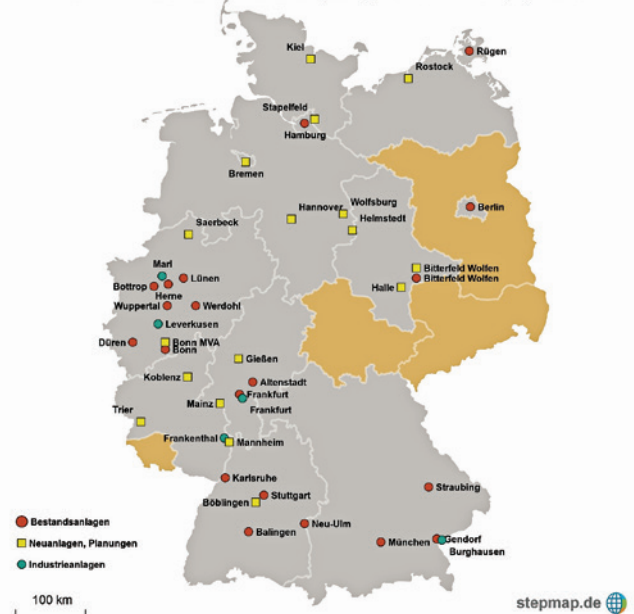 Kiel
Rügen
Rostock
Stapelfeld
Hamburg
Bremen
Hannover
Wolfsburg
Helmstedt
Berlin
Saerbeck
Marl
Lünen
Bottrop
Herne
Bitterfeld Wolfen
Bitterfeld Wolfen
Halle
Wuppertal
Werdohl
Leverkusen
Düren
Bonn MVA
Bonn
Gießen
Koblenz
Altenstadt
Frankfurt
Frankfurt
Mainz
Trier
Frankenthal
Mannheim
Karlsruhe
Stuttgart
Böblingen
Straubing
Balingen
Neu-Ulm
München
Gendorf
Burghausen
Bestandsanlagen
Neuanlagen, Planungen
Industrieanlagen
100 km
stepmap.de